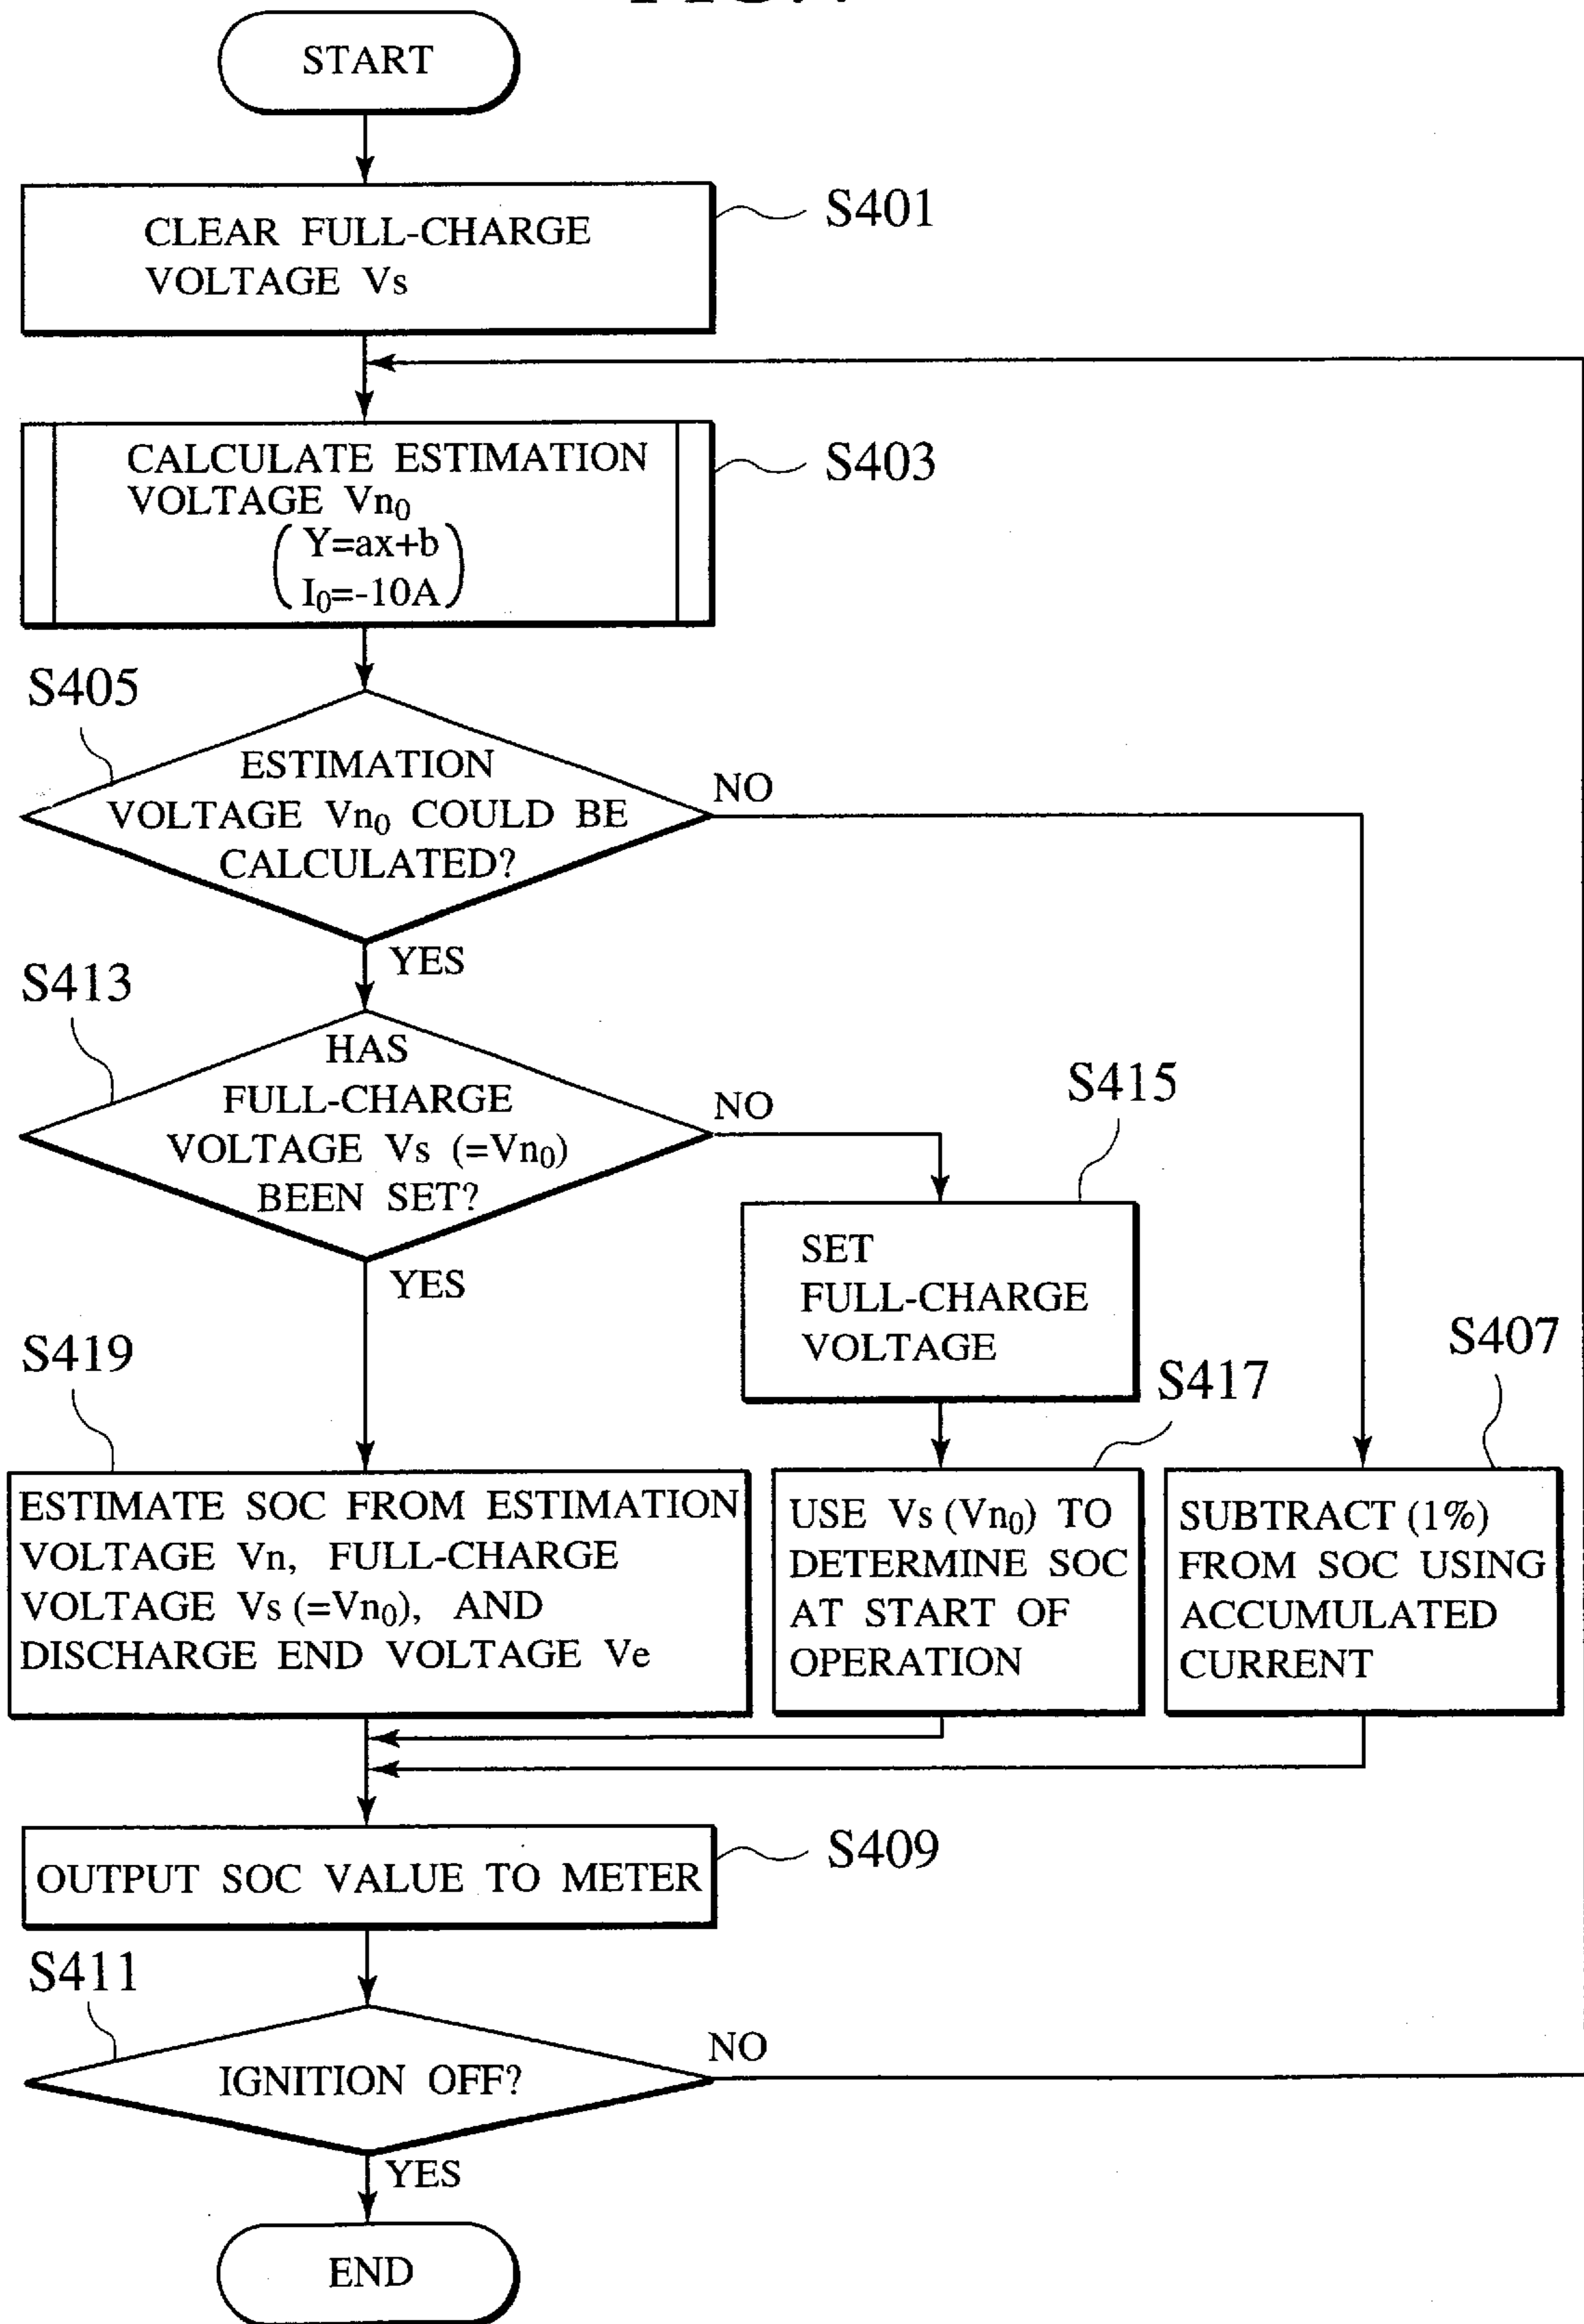 START
S401
CLEAR FULL-CHARGE
VOLTAGE Vs
S403
CALCULATE ESTIMATION
VOLTAGE Vn₀
Y=ax+b
I₀=-10A
S405
ESTIMATION
VOLTAGE Vn₀ COULD BE
CALCULATED?
NO
YES
S413
HAS
FULL-CHARGE
VOLTAGE Vs (=Vn₀)
BEEN SET?
NO
YES
S415
SET
FULL-CHARGE
VOLTAGE
S419
ESTIMATE SOC FROM ESTIMATION
VOLTAGE Vn, FULL-CHARGE
VOLTAGE Vs (=Vn₀), AND
DISCHARGE END VOLTAGE Ve
S417
USE Vs (Vn₀) TO
DETERMINE SOC
AT START OF
OPERATION
S407
SUBTRACT (1%)
FROM SOC USING
ACCUMULATED
CURRENT
S409
OUTPUT SOC VALUE TO METER
S411
IGNITION OFF?
NO
YES
END